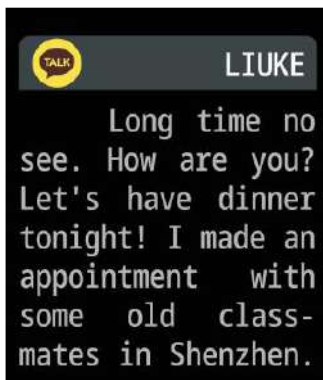 TALK
LIUKE
Long time no
see. How are you?
Let's have dinner
tonight! I made an
appointment with
some old class-
mates in Shenzhen.